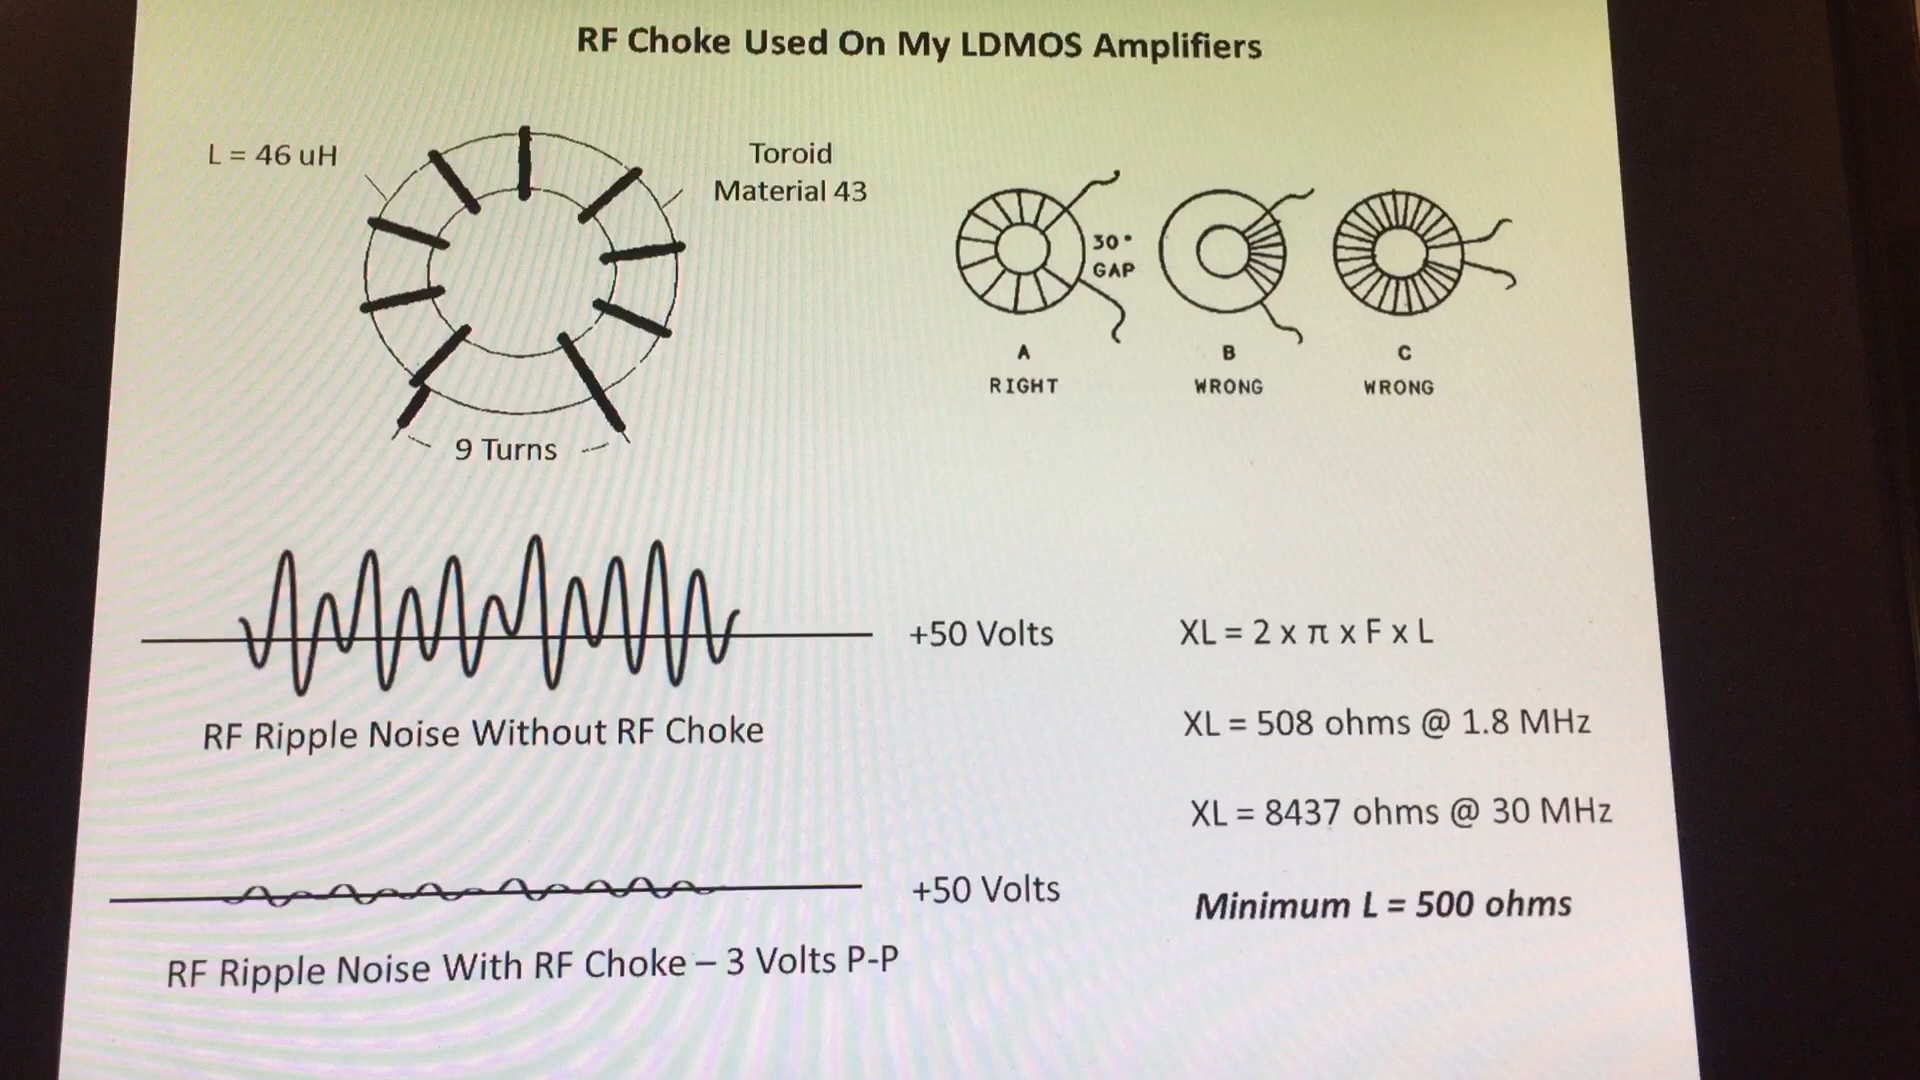 RF Choke Used On My LDMOS Amplifiers
L = 46 uH
Toroid
Material 43
9 Turns
30°
GAP
A
RIGHT
B
WRONG
C
WRONG
+50 Volts
RF Ripple Noise Without RF Choke
+50 Volts
RF Ripple Noise With RF Choke – 3 Volts P-P
XL = 2 x π x F x L
XL = 508 ohms @ 1.8 MHz
XL = 8437 ohms @ 30 MHz
Minimum L = 500 ohms